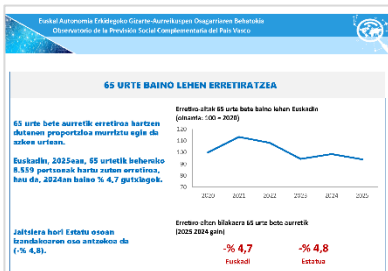 Euskal Autonomia Erkidegoko Gizarte-Aurreikuspen Osagarriaren Behatokia
Observatorio de la Previsión Social Complementaria del País Vasco
65 URTE BAINO LEHEN ERRETIRATZEA
65 urte bete aurretik erretiroa hartzen
dutenen proportzioa murriztu egin da
azken urtean.
Euskadin, 2025ean, 65 urtetik beherako
8.559 pertsonak hartu zuten erretiroa,
hau da, 2024an baino % 4,7 gutxiagok.
Jaitsiera hori Estatu osoan
izandakoaren oso antzekoa da
(-% 4,8).
Erretiro-altak 65 urte bete baino lehen Euskadin
(oinarria: 100 = 2020)
120
110
100
90
80
70
2020 2021 2022 2023 2024 2025
Erretiro alten bilakaera 65 urte bete aurretik
(2025 2024 gain)
-% 4,7
-% 4,8
Euskadi
Estatua